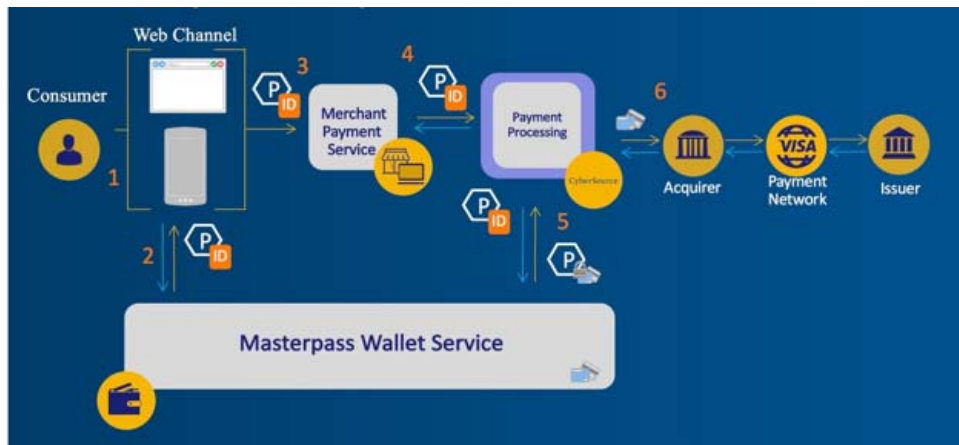 Web Channel
Consumer
1
2
P
ID
3
P
ID
Merchant
Payment
Service
4
P
ID
Payment
Processing
CyberSource
P
ID
5
P
6
Acquirer
VISA
Payment
Network
Issuer
Masterpass Wallet Service